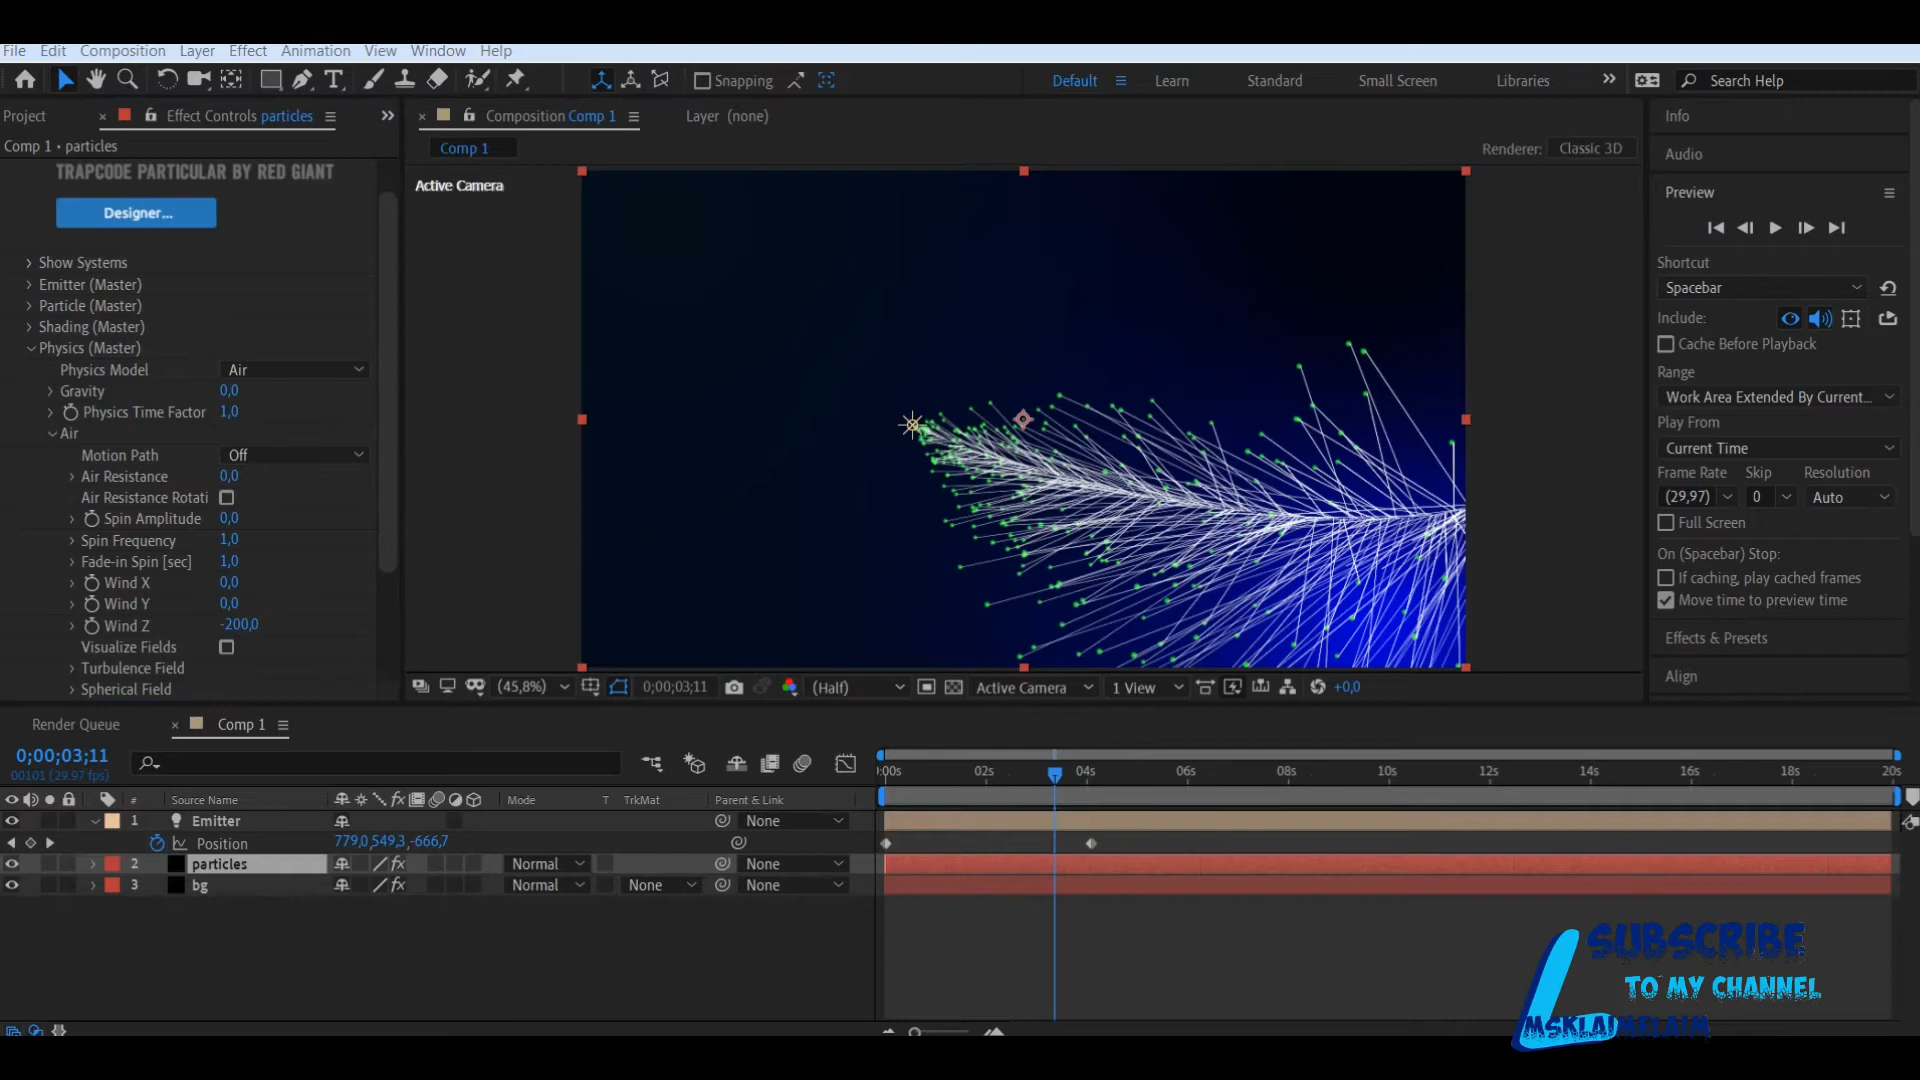 File Edit Composition Layer Effect Animation View Window Help
Snapping Default Learn Standard Small Screen Libraries Search Help
Project Effect Controls particles
Comp 1 • particles
TRAPCODE PARTICULAR BY RED GIANT
Designer...
Show Systems
Emitter (Master)
Particle (Master)
Shading (Master)
Physics (Master)
Physics Model Air
Gravity 0,0
Physics Time Factor 1,0
Air
Motion Path Off
Air Resistance 0,0
Air Resistance Rotati
Spin Amplitude 0,0
Spin Frequency 1,0
Fade-in Spin [sec] 1,0
Wind X 0,0
Wind Y 0,0
Wind Z -200,0
Visualize Fields
Turbulence Field
Spherical Field
Composition Comp 1 Layer (none)
Comp 1 Renderer: Classic 3D
Active Camera
(45,8%) 0;00;03;11 (Half) Active Camera 1 View +0,0
Info
Audio
Preview
Shortcut
Spacebar
Include:
Cache Before Playback
Range
Work Area Extended By Current...
Play From
Current Time
Frame Rate Skip Resolution
(29,97) 0 Auto
Full Screen
On (Spacebar) Stop:
If caching, play cached frames
Move time to preview time
Effects & Presets
Align
Render Queue Comp 1
0;00;03;11
00101 (29.97 fps)
:00s 02s 04s 06s 08s 10s 12s 14s 16s 18s 20s
# Source Name Mode T TrkMat Parent & Link
1 Emitter None
Position 779,0,549,3,-666,7
2 particles Normal None
3 bg Normal None None
SUBSCRIBE
TO MY CHANNEL
MSKLAIMELAIM